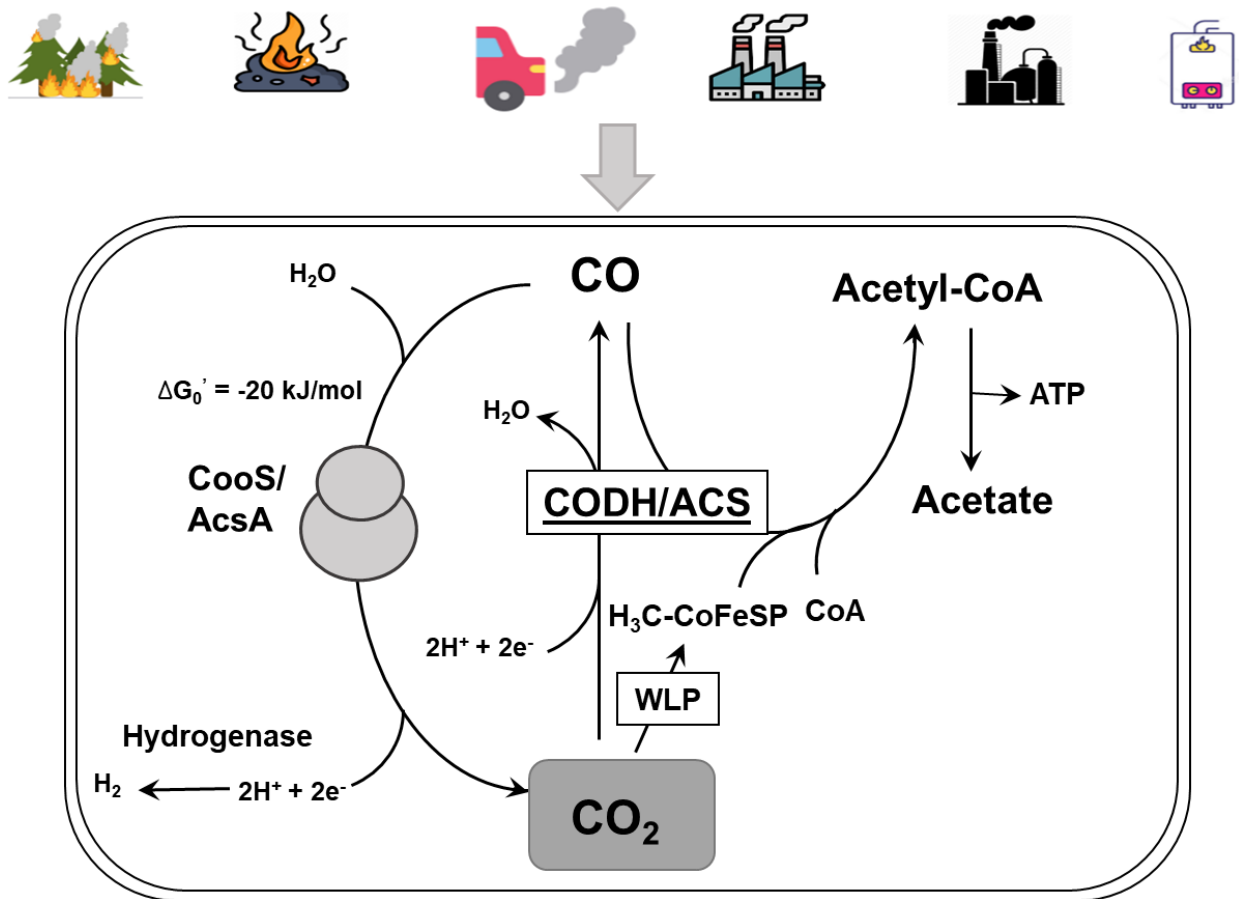 H₂O
CO
Acetyl-CoA
ΔG₀’ = -20 kJ/mol
H₂O
ATP
CooS/
AcsA
CODH/ACS
Acetate
2H⁺ + 2e⁻
H₃C-CoFeSP
CoA
WLP
Hydrogenase
H₂
2H⁺ + 2e⁻
CO₂